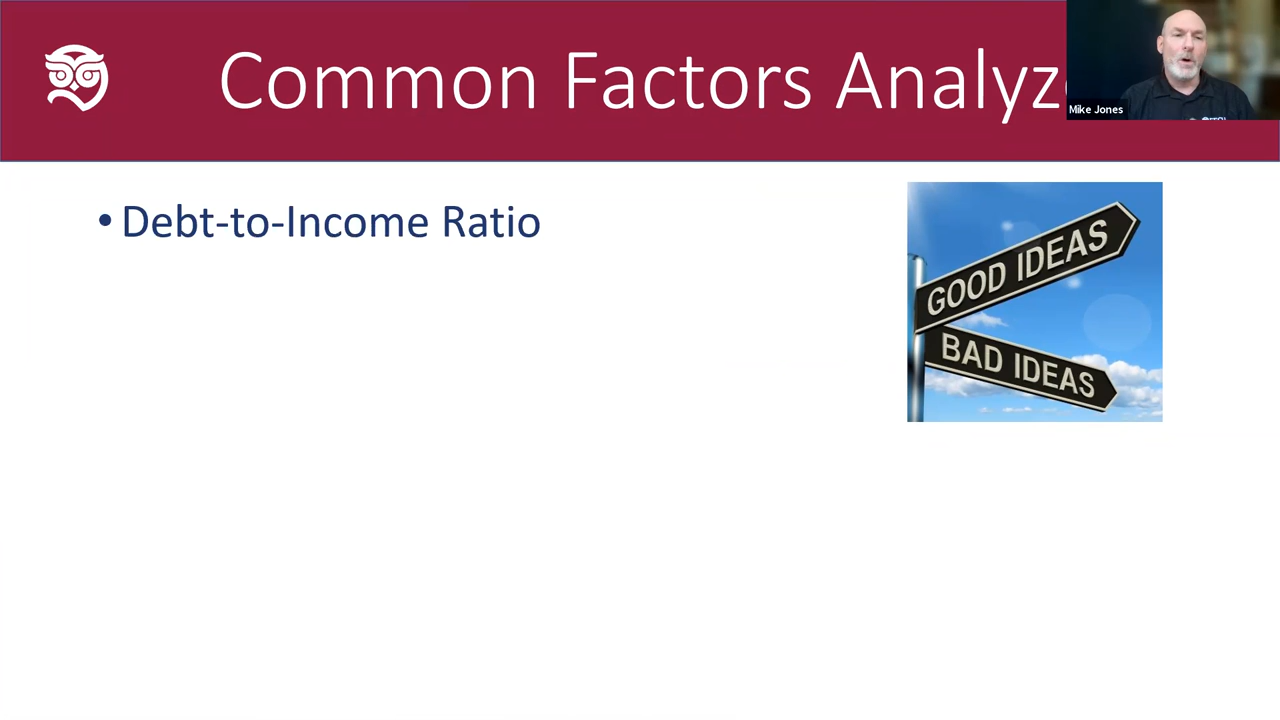 Common Factors Analyz
Mike Jones
• Debt-to-Income Ratio
GOOD IDEAS
BAD IDEAS